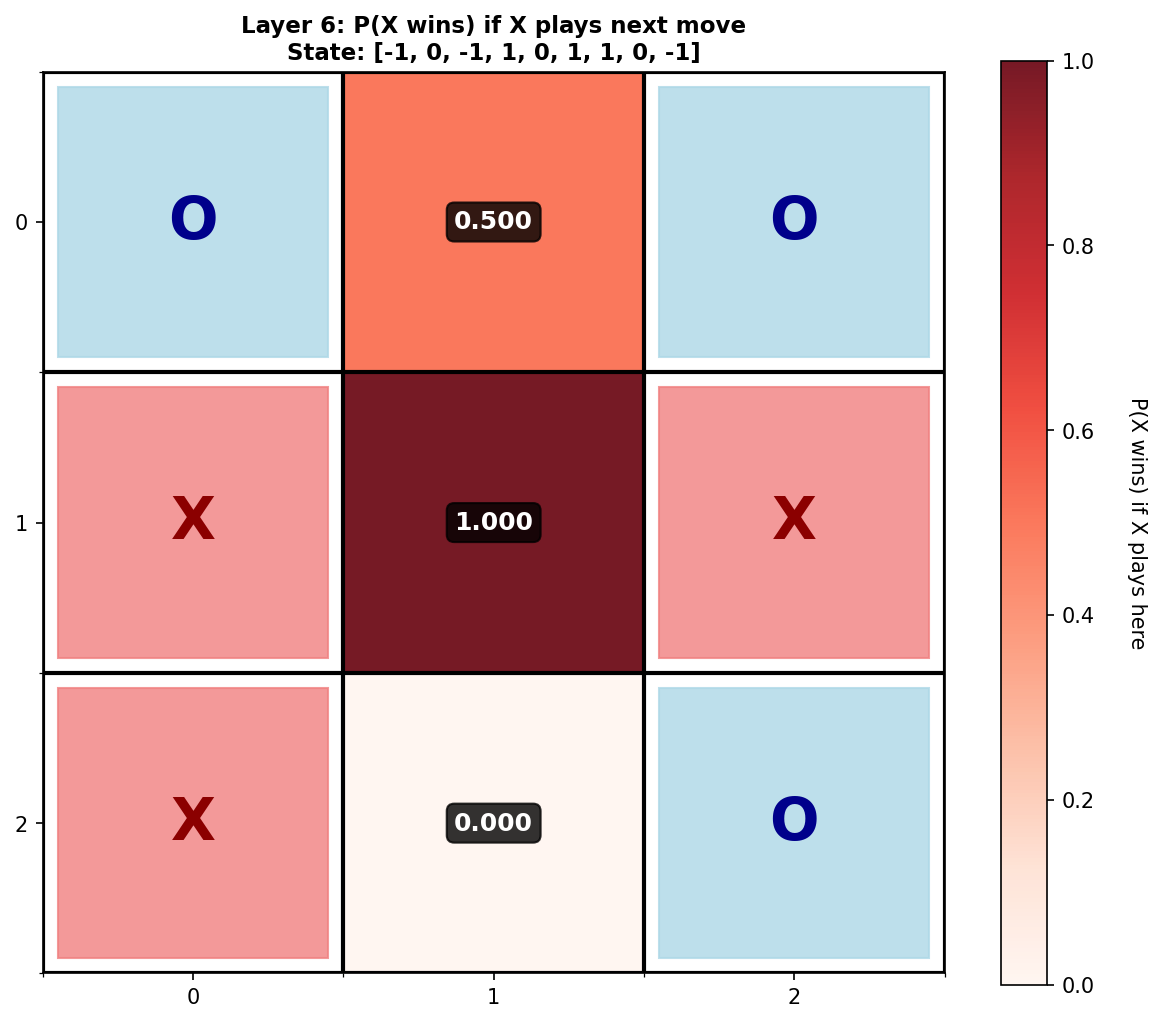 Layer 6: P(X wins) if X plays next move
State: [-1, 0, -1, 1, 0, 1, 1, 0, -1]
0
O
0.500
O
1
X
1.000
X
2
X
0.000
O
0
1
2
1.0
0.8
0.6
0.4
0.2
0.0
P(X wins) if X plays here